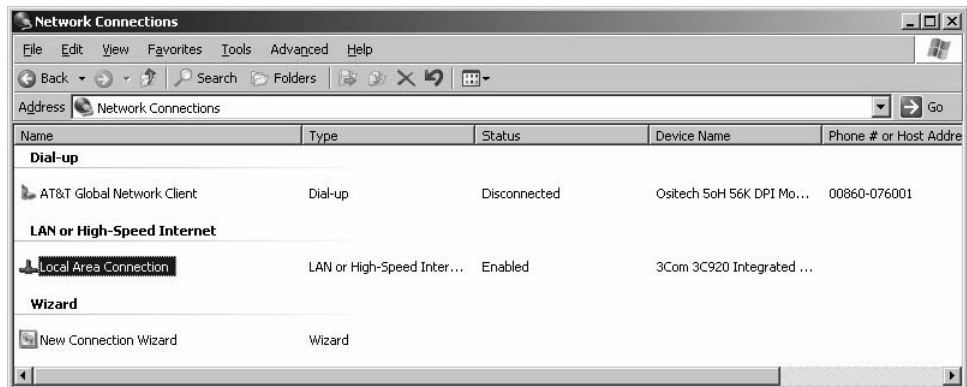 Network Connections
File Edit View Favorites Tools Advanced Help
Back Search Folders
Address Network Connections Go
Name Type Status Device Name Phone # or Host Addre
Dial-up
AT&T Global Network Client Dial-up Disconnected Ositech 5oH 56K DPI Mo... 00860-076001
LAN or High-Speed Internet
Local Area Connection LAN or High-Speed Inter... Enabled 3Com 3C920 Integrated ...
Wizard
New Connection Wizard Wizard